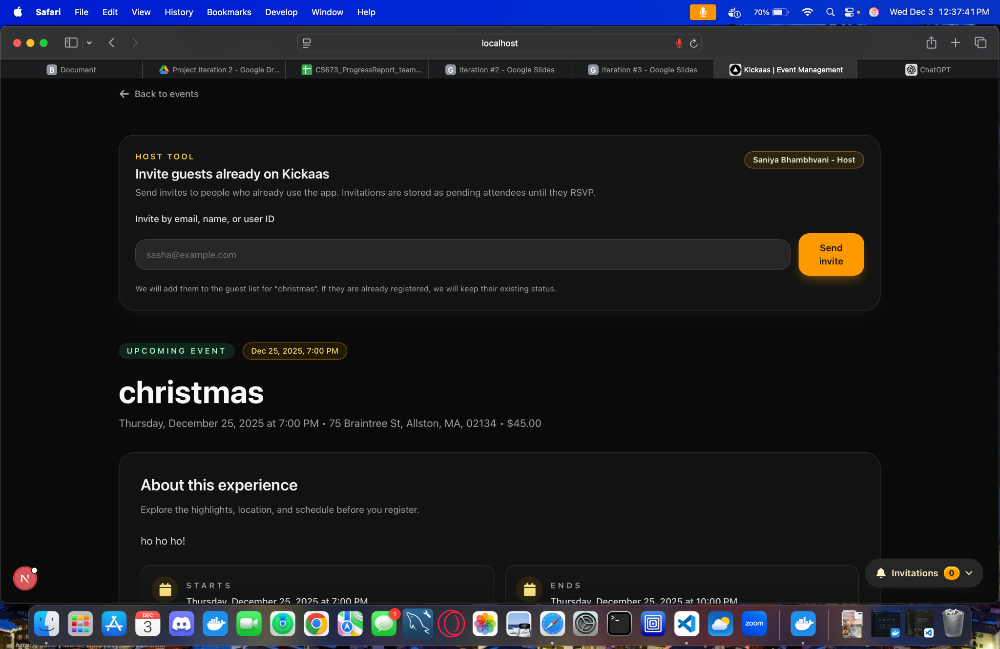 Safari File Edit View History Bookmarks Develop Window Help 70% Wed Dec 3 12:37:41 PM
localhost
B Document
Project Iteration 2 - Google Dr...
CS673_ProgressReport_team...
G Iteration #2 - Google Slides
G Iteration #3 - Google Slides
Kickaas | Event Management
ChatGPT
Back to events
HOST TOOL
Saniya Bhambhvani - Host
Invite guests already on Kickaas
Send invites to people who already use the app. Invitations are stored as pending attendees until they RSVP.
Invite by email, name, or user ID
sasha@example.com
Send
invite
We will add them to the guest list for “christmas”. If they are already registered, we will keep their existing status.
UPCOMING EVENT
Dec 25, 2025, 7:00 PM
christmas
Thursday, December 25, 2025 at 7:00 PM • 75 Braintree St, Allston, MA, 02134 • $45.00
About this experience
Explore the highlights, location, and schedule before you register.
ho ho ho!
STARTS
Thursday, December 25, 2025 at 7:00 PM
ENDS
Thursday, December 25, 2025 at 10:00 PM
N
Invitations 0
DEC
3
1
zoom